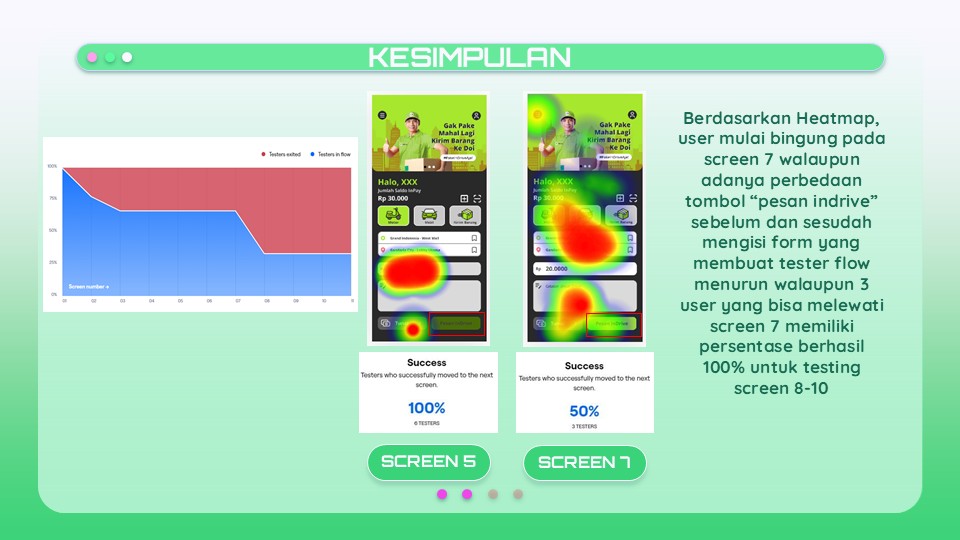 KESIMPULAN
Testers exited
Testers in flow
100%
75%
50%
25%
0%
Screen number
01
02
03
04
05
06
07
08
09
10
11
Gak Pake
Mahal Lagi
Kirim Barang
Ke Doi
Halo, XXX
Jumlah Saldo InPay
Rp 30.000
Motor
Mobil
Kirim Barang
Grand Indonesia - West Mall
Pesan Indrive
Success
Testers who successfully moved to the next
screen.
100%
6 TESTERS
SCREEN 5
Gak Pake
Mahal Lagi
Kirim Barang
Ke Doi
Halo, XXX
Jumlah Saldo InPay
Rp 30.000
Kirim Barang
Rp 20.0000
Pesan Indrive
Success
Testers who successfully moved to the next
screen.
50%
3 TESTERS
SCREEN 7
Berdasarkan Heatmap,
user mulai bingung pada
screen 7 walaupun
adanya perbedaan
tombol “pesan indrive”
sebelum dan sesudah
mengisi form yang
membuat tester flow
menurun walaupun 3
user yang bisa melewati
screen 7 memiliki
persentase berhasil
100% untuk testing
screen 8-10